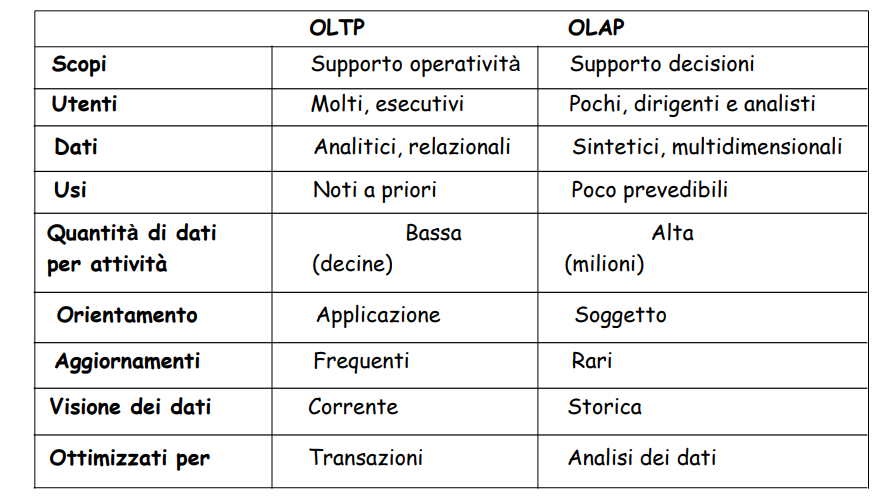 OLTP OLAP
Scopi Supporto operatività Supporto decisioni
Utenti Molti, esecutivi Pochi, dirigenti e analisti
Dati Analitici, relazionali Sintetici, multidimensionali
Usi Noti a priori Poco prevedibili
Quantità di dati Bassa Alta
per attività (decine) (milioni)
Orientamento Applicazione Soggetto
Aggiornamenti Frequenti Rari
Visione dei dati Corrente Storica
Ottimizzati per Transazioni Analisi dei dati